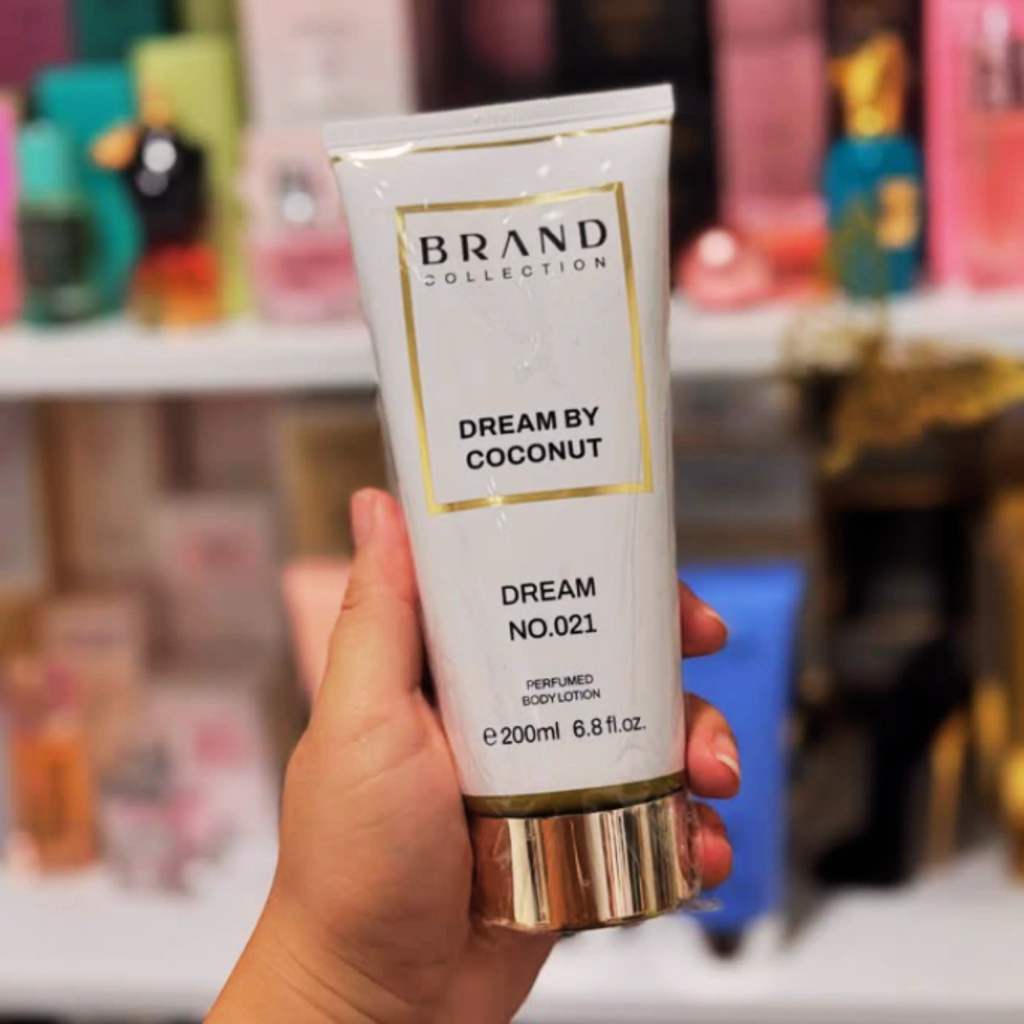 BRAND
COLLECTION
DREAM BY
COCONUT
DREAM
NO.021
PERFUMED
BODY LOTION
℮200ml 6.8 fl.oz.